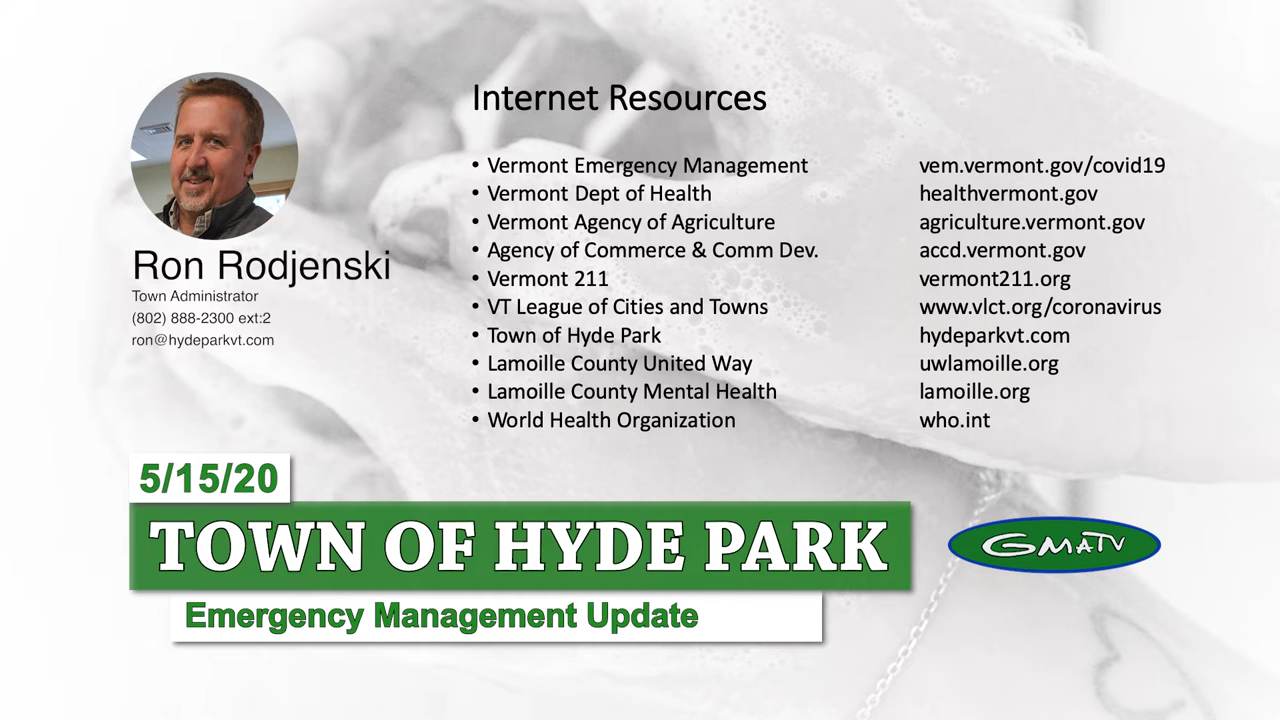 Internet Resources
• Vermont Emergency Management vem.vermont.gov/covid19
• Vermont Dept of Health healthvermont.gov
• Vermont Agency of Agriculture agriculture.vermont.gov
• Agency of Commerce & Comm Dev. accd.vermont.gov
• Vermont 211 vermont211.org
• VT League of Cities and Towns www.vlct.org/coronavirus
• Town of Hyde Park hydeparkvt.com
• Lamoille County United Way uwlamoille.org
• Lamoille County Mental Health lamoille.org
• World Health Organization who.int
Ron Rodjenski
Town Administrator
(802) 888-2300 ext:2
ron@hydeparkvt.com
5/15/20
TOWN OF HYDE PARK
GMATV
Emergency Management Update